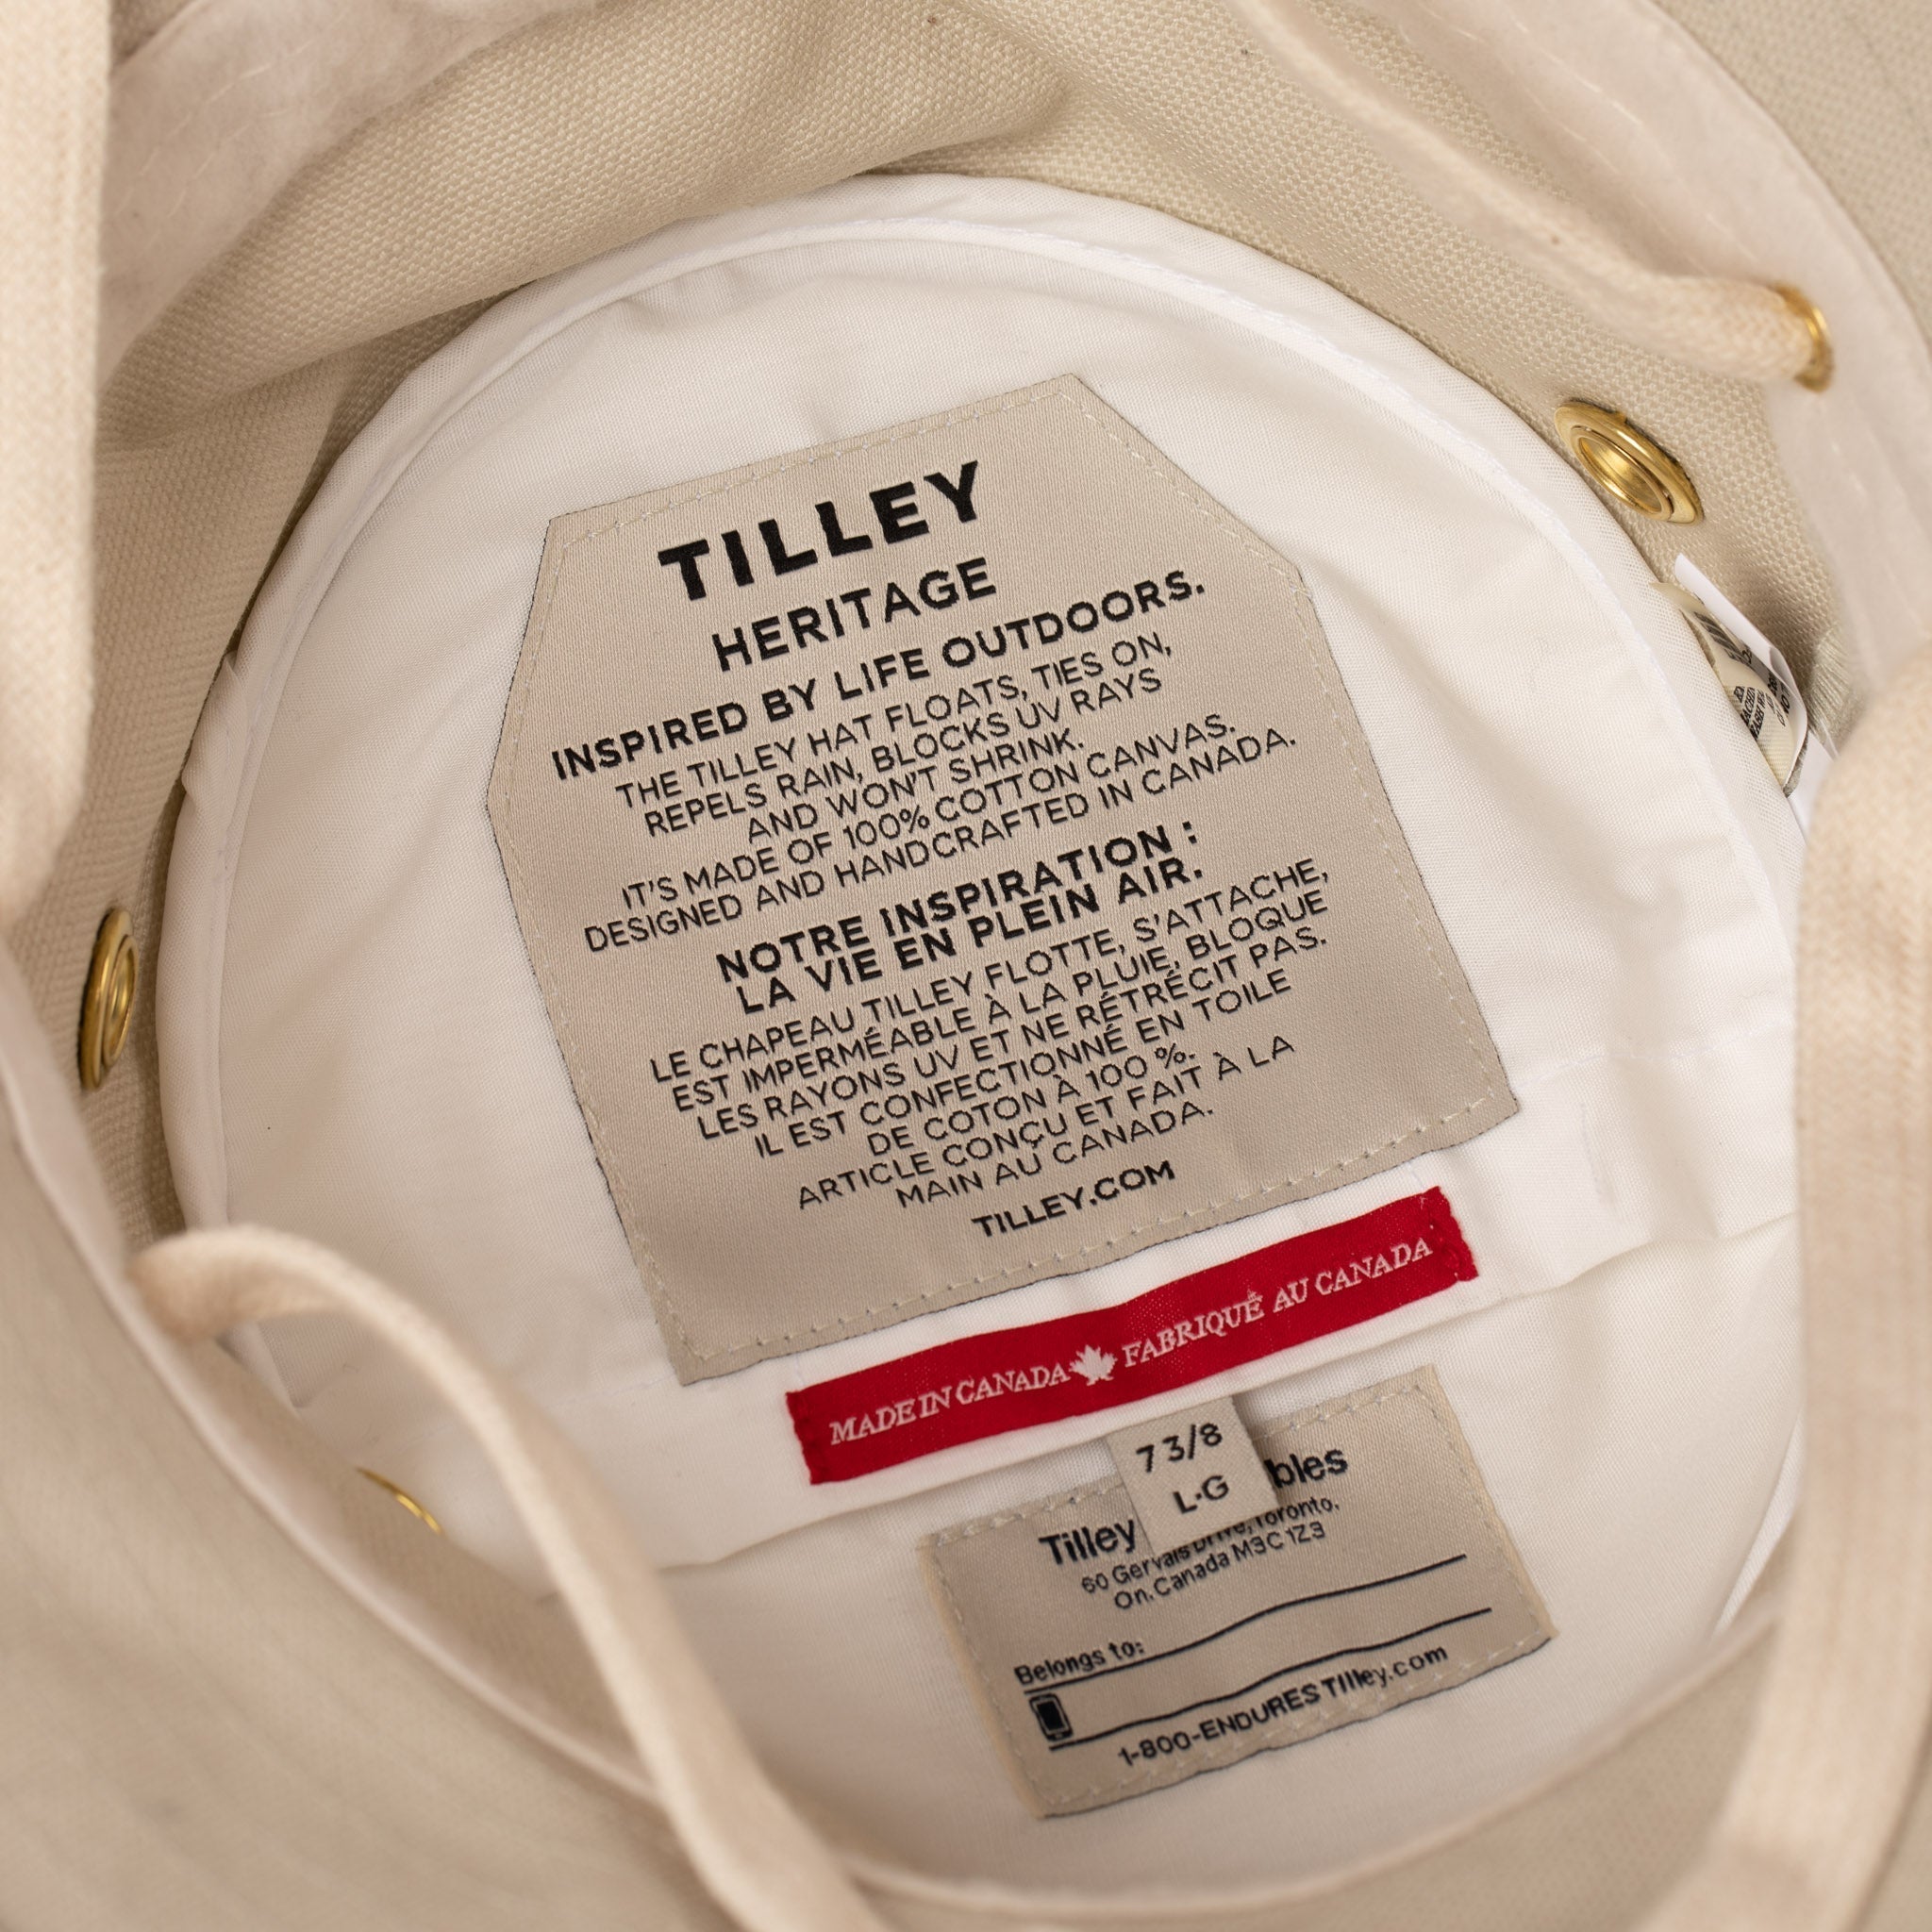 TILLEY
HERITAGE
INSPIRED BY LIFE OUTDOORS.
THE TILLEY HAT FLOATS, TIES ON,
REPELS RAIN, BLOCKS UV RAYS
AND WON'T SHRINK.
IT'S MADE OF 100% COTTON CANVAS.
DESIGNED AND HANDCRAFTED IN CANADA.
NOTRE INSPIRATION :
LA VIE EN PLEIN AIR.
LE CHAPEAU TILLEY FLOTTE, S'ATTACHE,
EST IMPERMÉABLE À LA PLUIE, BLOQUE
LES RAYONS UV ET NE RÉTRÉCIT PAS.
IL EST CONFECTIONNÉ EN TOILE
DE COTON À 100 %.
ARTICLE CONÇU ET FAIT À LA
MAIN AU CANADA.
TILLEY.COM
MADE IN CANADA FABRIQUÉ AU CANADA
7 3/8
L·G
Tilley bles
60 Gervais Drive, Toronto.
On. Canada M3C 1Z3
Belongs to:
1-800-ENDURES Tilley.com